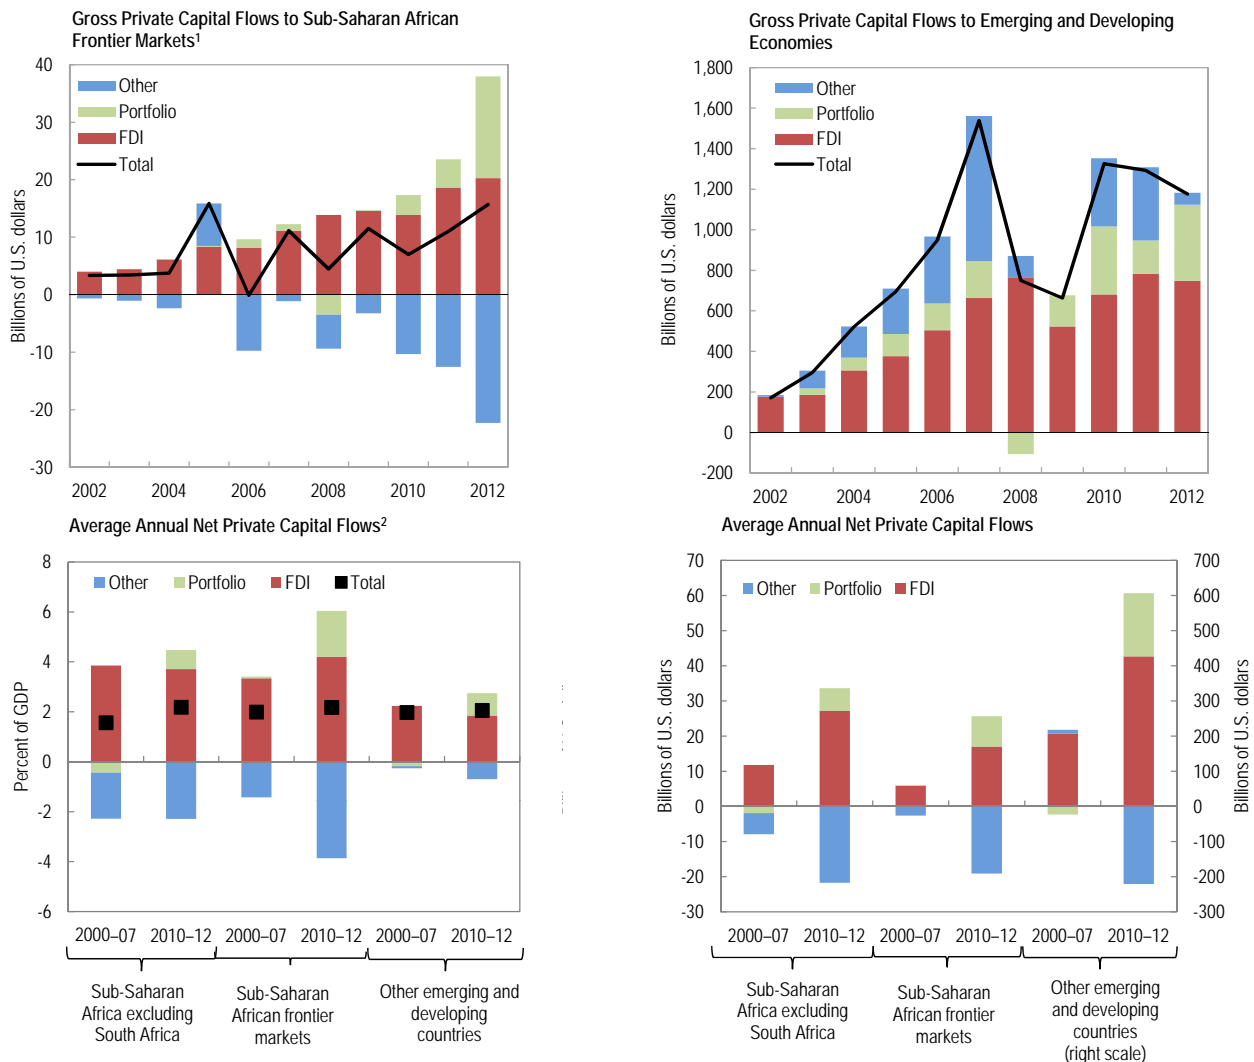 Gross Private Capital Flows to Sub-Saharan African
Frontier Markets¹
40
30
20
10
0
-10
-20
-30
Billions of U.S. dollars
Other
Portfolio
FDI
Total
2002
2004
2006
2008
2010
2012
Gross Private Capital Flows to Emerging and Developing
Economies
1,800
1,600
1,400
1,200
1,000
800
600
400
200
0
-200
Billions of U.S. dollars
Other
Portfolio
FDI
Total
2002
2004
2006
2008
2010
2012
Average Annual Net Private Capital Flows²
8
6
4
2
0
-2
-4
-6
Percent of GDP
Other
Portfolio
FDI
Total
2000–07
2010–12
2000–07
2010–12
2000–07
2010–12
Sub-Saharan
Africa excluding
South Africa
Sub-Saharan
African frontier
markets
Other emerging and
developing
countries
Average Annual Net Private Capital Flows
70
60
50
40
30
20
10
0
-10
-20
-30
Billions of U.S. dollars
Other
Portfolio
FDI
700
600
500
400
300
200
100
0
-100
-200
-300
Billions of U.S. dollars
2000–07
2010–12
2000–07
2010–12
2000–07
2010–12
Sub-Saharan
Africa excluding
South Africa
Sub-Saharan
African frontier
markets
Other emerging
and developing
countries
(right scale)